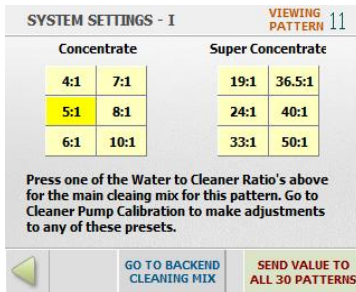 SYSTEM SETTINGS - I
VIEWING
PATTERN 11
Concentrate
Super Concentrate
4:1 7:1
19:1 36.5:1
5:1 8:1
24:1 40:1
6:1 10:1
33:1 50:1
Press one of the Water to Cleaner Ratio's above
for the main cleaing mix for this pattern. Go to
Cleaner Pump Calibration to make adjustments
to any of these presets.
GO TO BACKEND
CLEANING MIX
SEND VALUE TO
ALL 30 PATTERNS